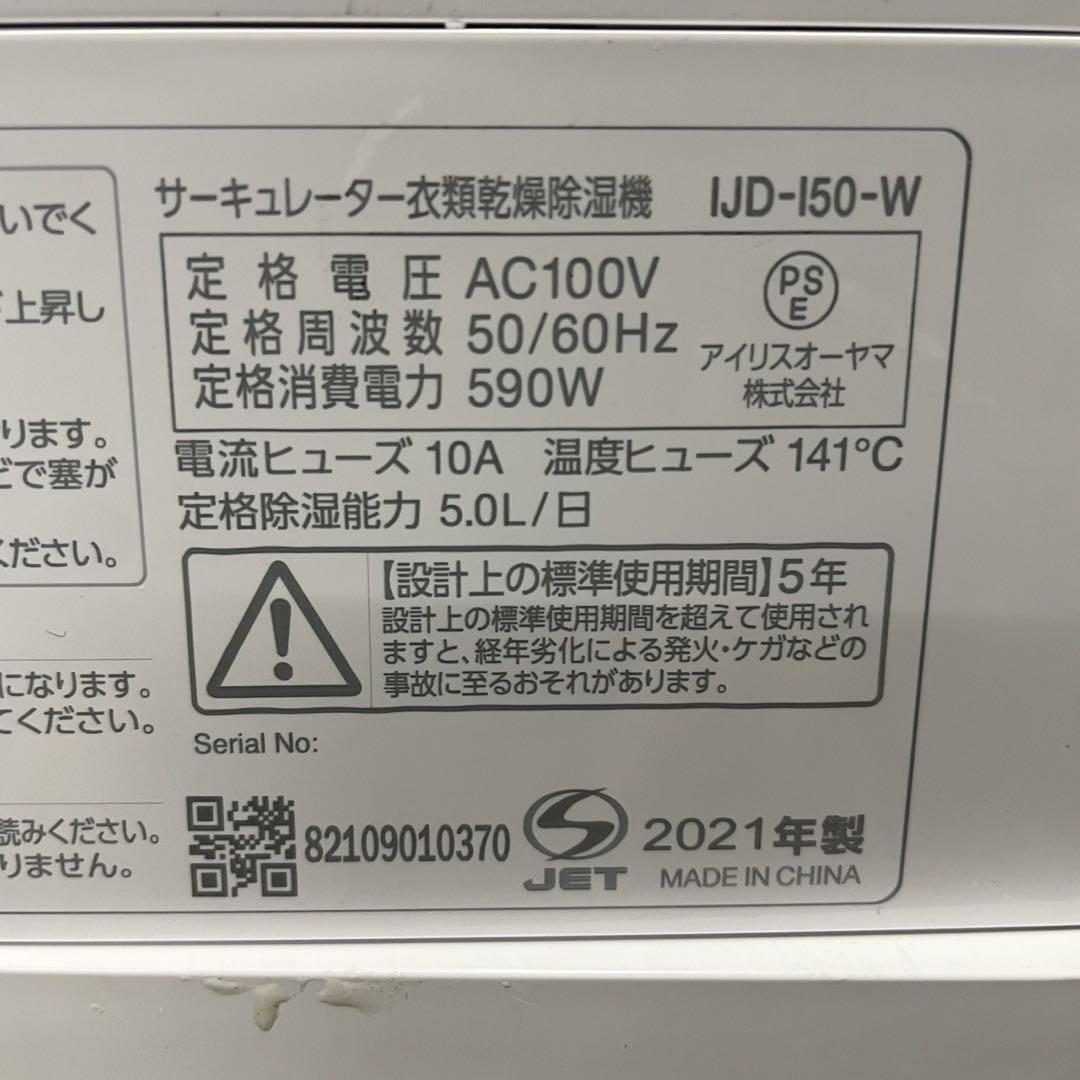 いでく
上昇し
ります。
どで塞が
ください。
になります。
てください。
読みください。
りません。
サーキュレーター衣類乾燥除湿機 IJD-I50-W
定格電圧 AC100V
定格周波数 50/60Hz
定格消費電力 590W
PS
E
アイリスオーヤマ
株式会社
電流ヒューズ 10A 温度ヒューズ 141℃
定格除湿能力 5.0L/日
【設計上の標準使用期間】5年
設計上の標準使用期間を超えて使用され
ますと、経年劣化による発火・ケガなどの
事故に至るおそれがあります。
Serial No:
82109010370
S
JET
2021年製
MADE IN CHINA